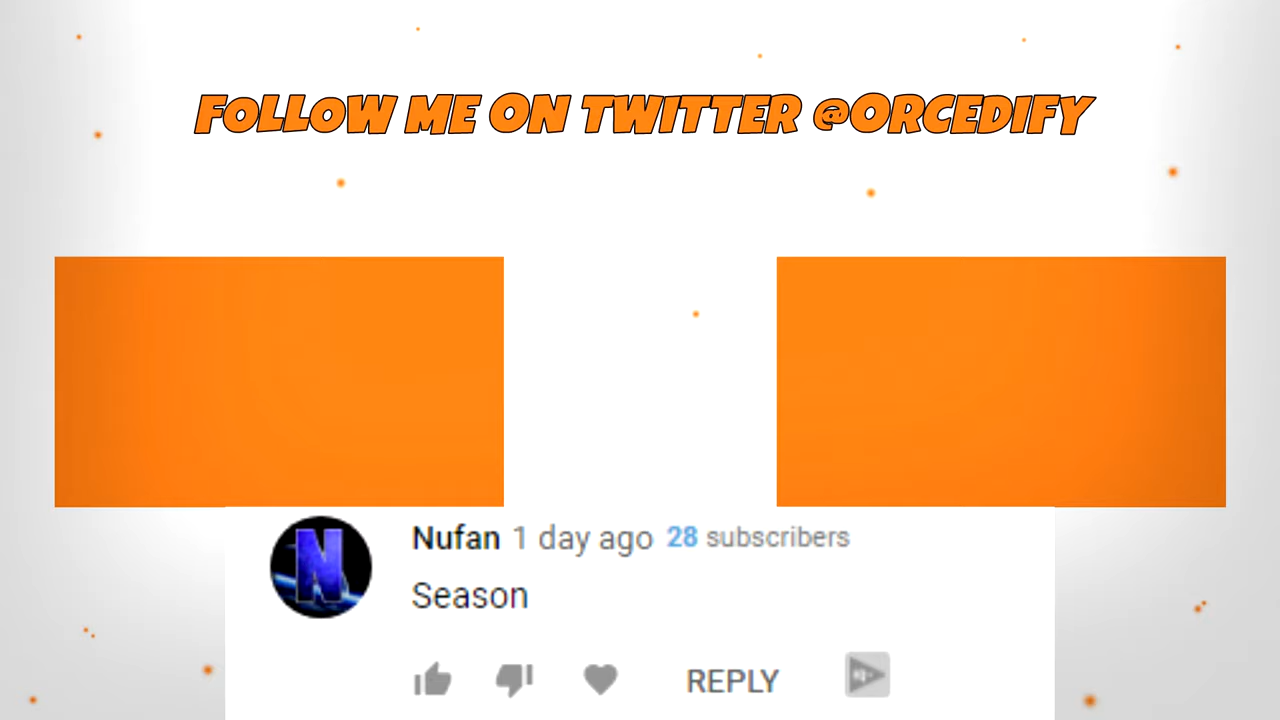 FOLLOW ME ON TWITTER @ORCEDIFY
N
Nufan 1 day ago 28 subscribers
Season
REPLY